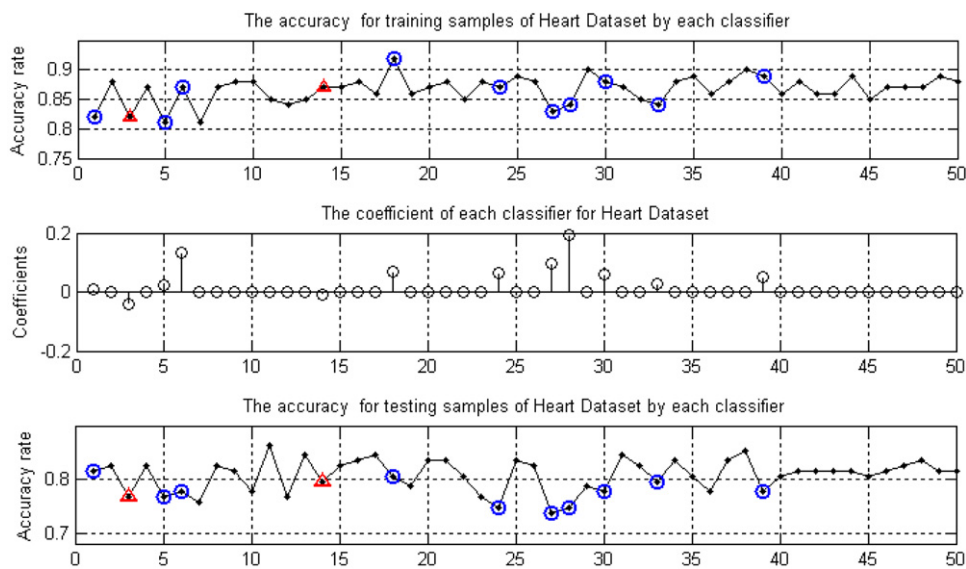 The accuracy for training samples of Heart Dataset by each classifier
Accuracy rate
0.9
0.85
0.8
0.75
0 5 10 15 20 25 30 35 40 45 50
The coefficient of each classifier for Heart Dataset
Coefficients
0.2
0
-0.2
0 5 10 15 20 25 30 35 40 45 50
The accuracy for testing samples of Heart Dataset by each classifier
Accuracy rate
0.8
0.7
0 5 10 15 20 25 30 35 40 45 50